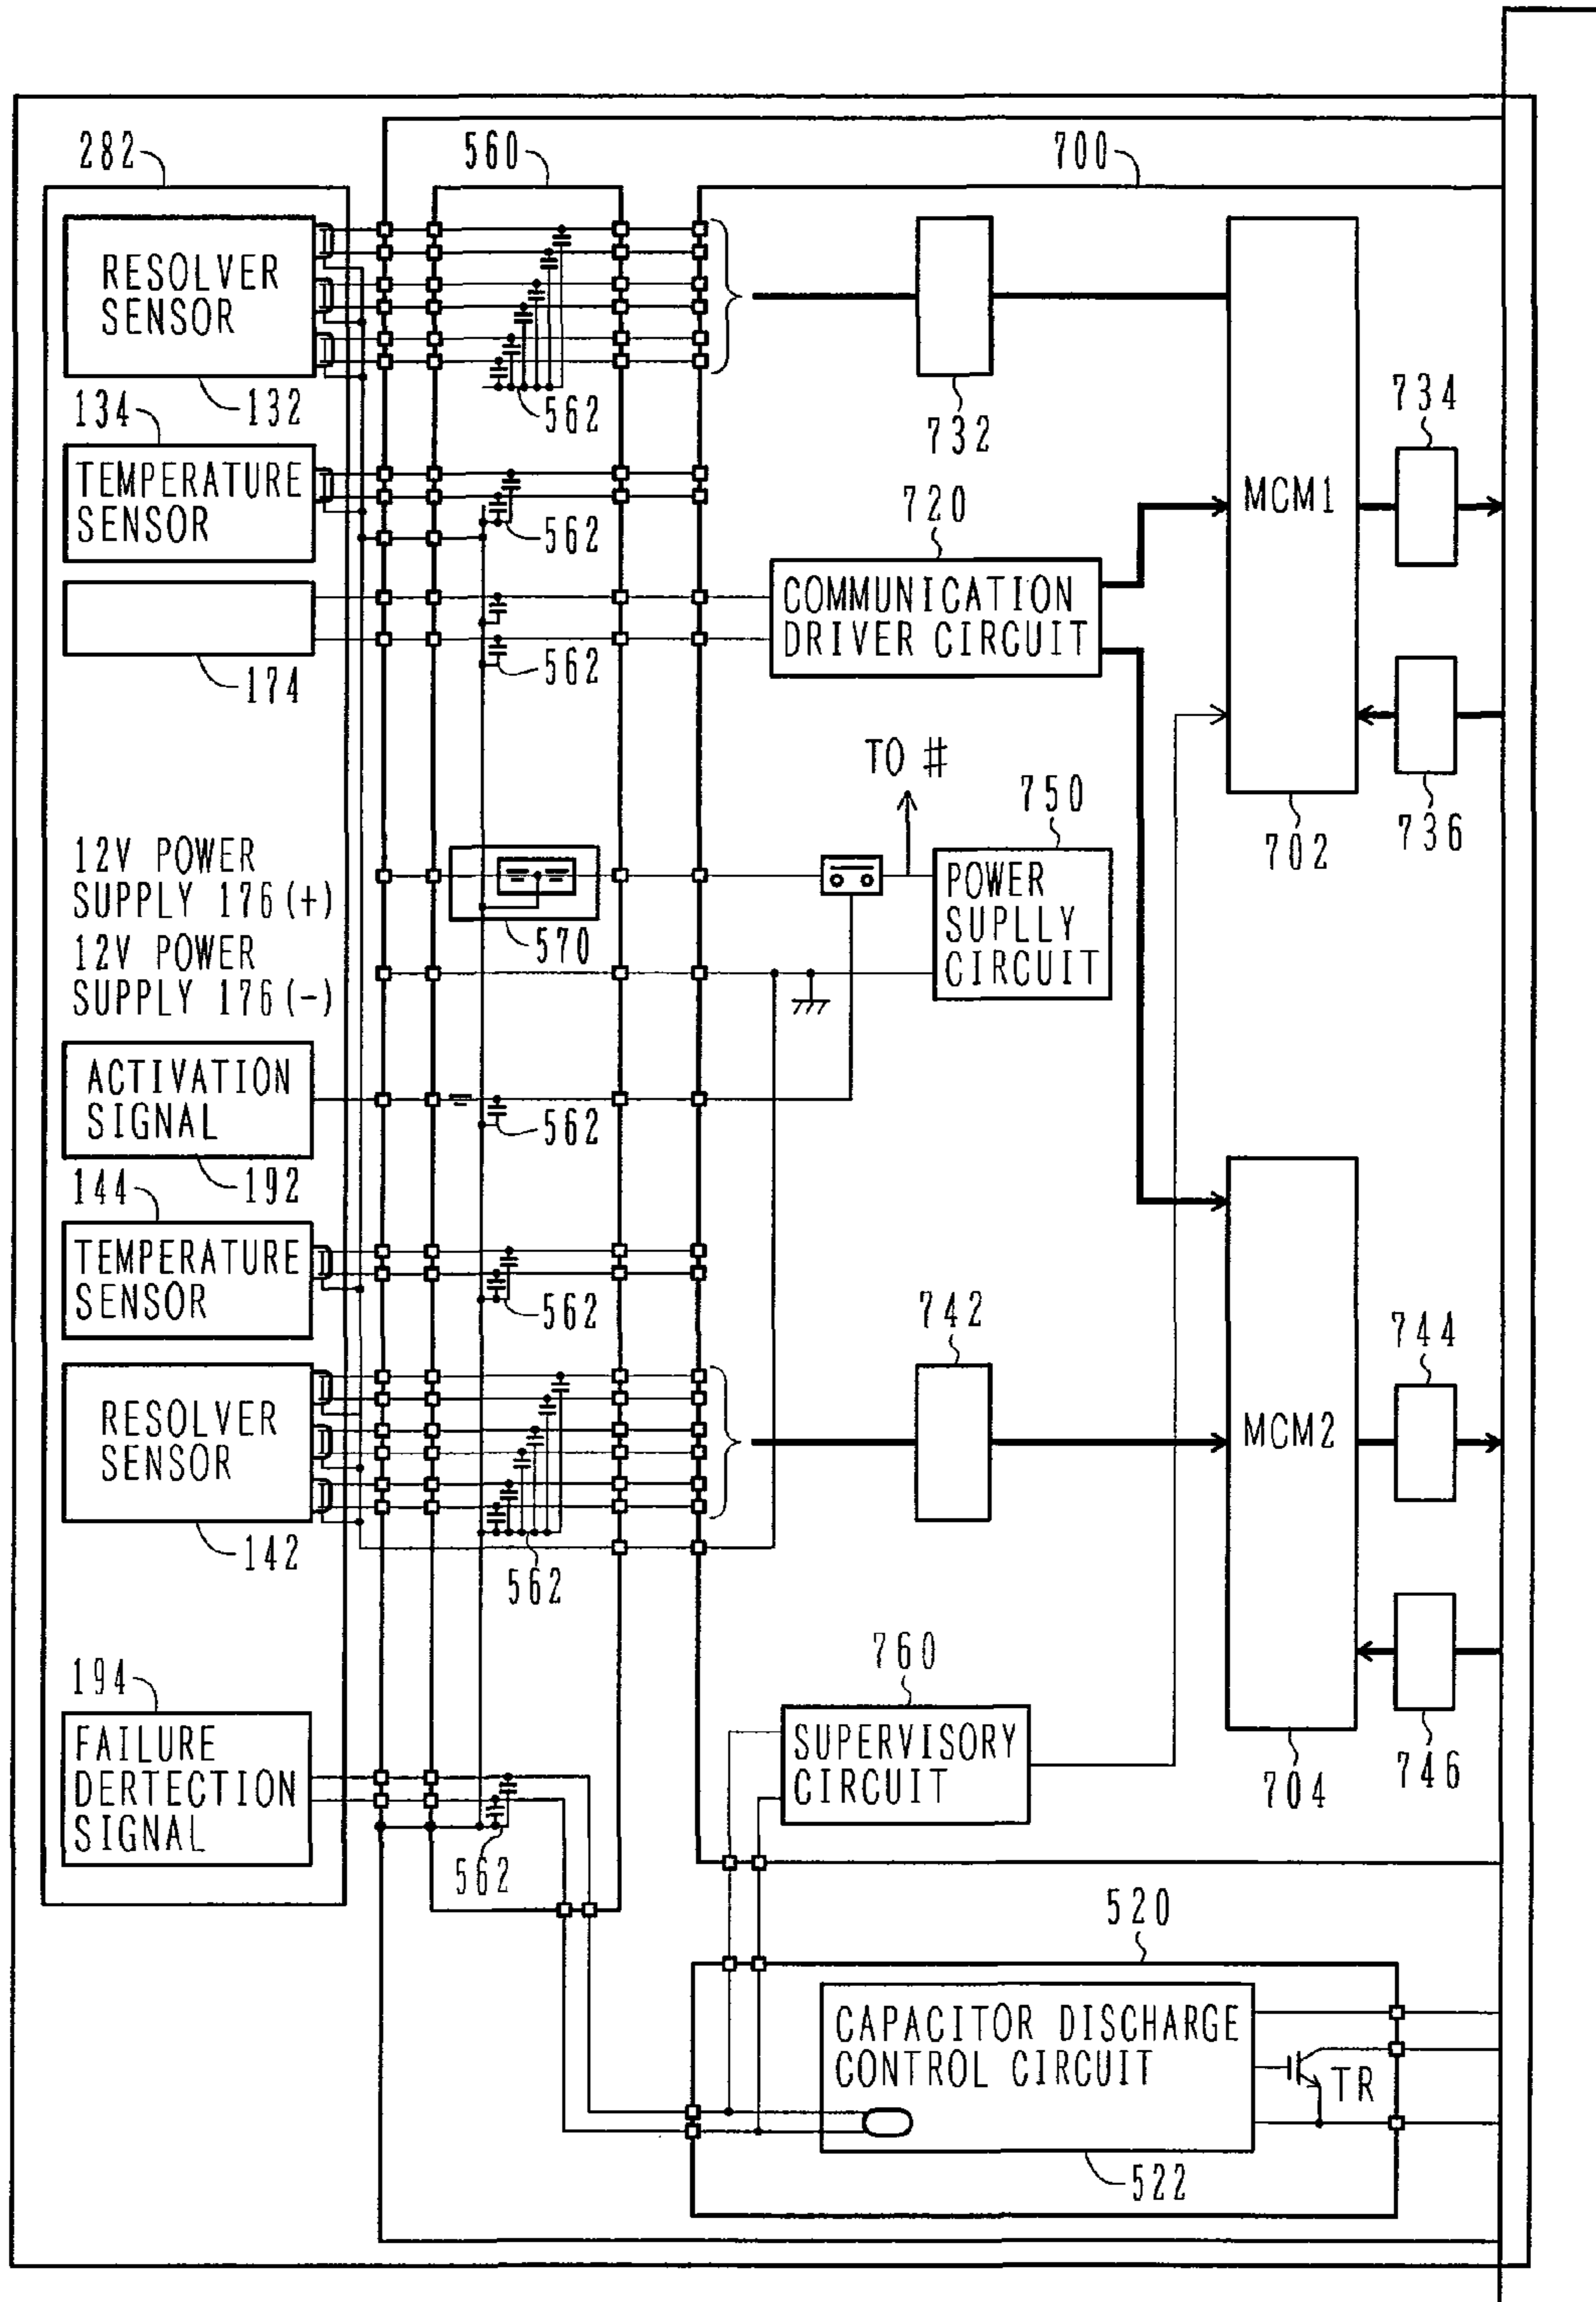 282
560
700
RESOLVER
SENSOR
132
562
732
134
TEMPERATURE
SENSOR
562
720
MCM1
734
COMMUNICATION
DRIVER CIRCUIT
174
562
TO #
750
702
736
12V POWER
SUPPLY 176(+)
12V POWER
SUPPLY 176(-)
570
POWER
SUPLLY
CIRCUIT
ACTIVATION
SIGNAL
562
192
144
TEMPERATURE
SENSOR
562
742
744
RESOLVER
SENSOR
MCM2
142
562
194
760
FAILURE
DERTECTION
SIGNAL
SUPERVISORY
CIRCUIT
704
746
562
520
CAPACITOR DISCHARGE
CONTROL CIRCUIT
TR
522